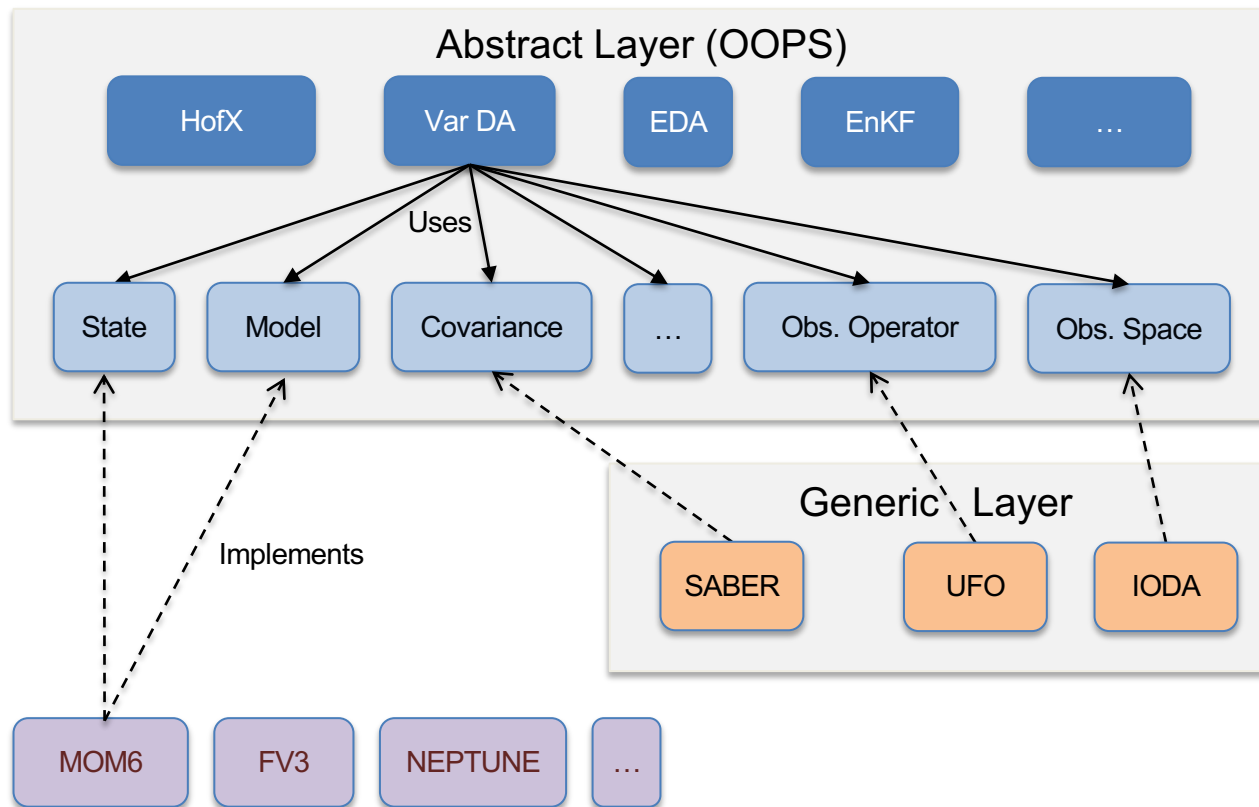 Abstract Layer (OOPS)
HofX
Var DA
EDA
EnKF
…
Uses
State
Model
Covariance
…
Obs. Operator
Obs. Space
Generic Layer
Implements
SABER
UFO
IODA
MOM6
FV3
NEPTUNE
…